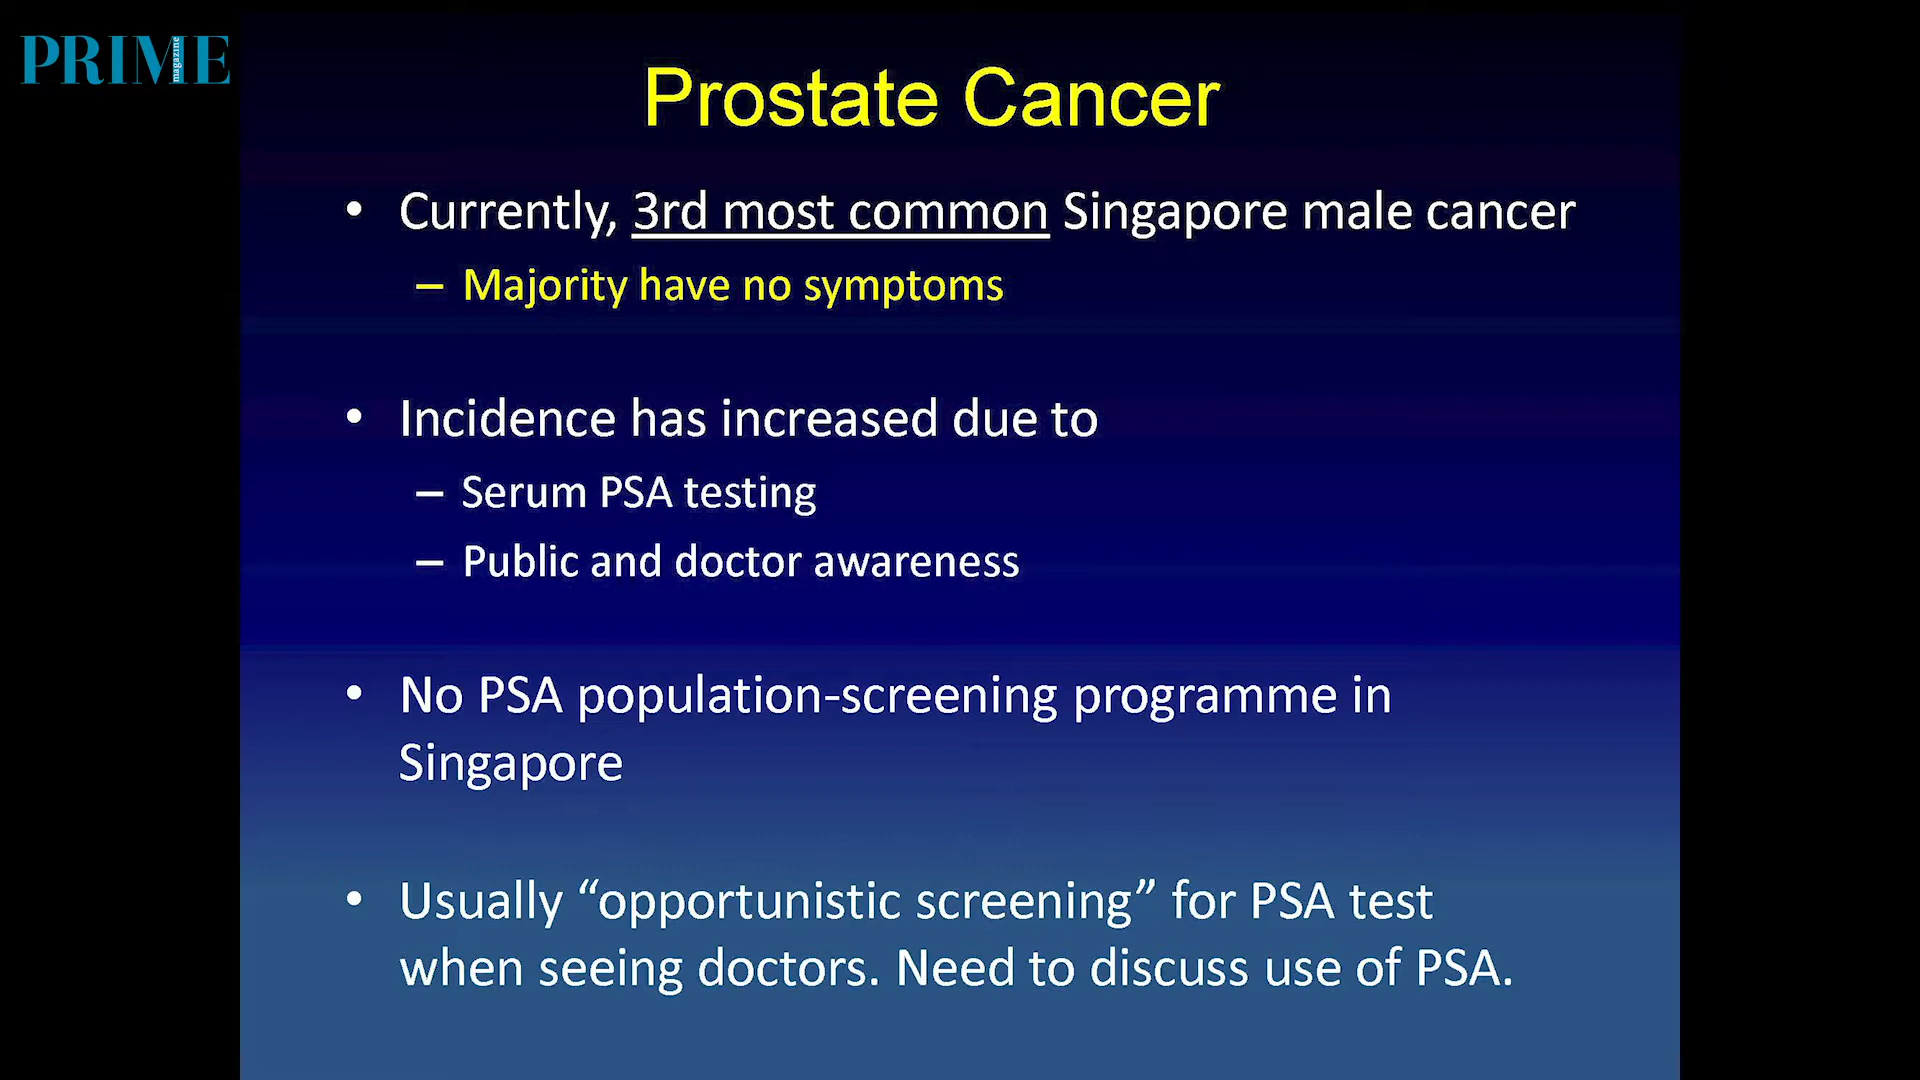 PRIME
magazine
Prostate Cancer
• Currently, 3rd most common Singapore male cancer
– Majority have no symptoms
• Incidence has increased due to
– Serum PSA testing
– Public and doctor awareness
• No PSA population-screening programme in
Singapore
• Usually “opportunistic screening” for PSA test
when seeing doctors. Need to discuss use of PSA.